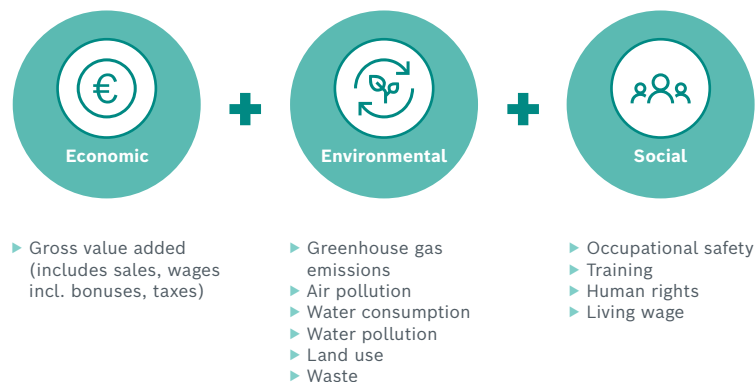 €
Economic
Environmental
Social
Gross value added
(includes sales, wages
incl. bonuses, taxes)
Greenhouse gas
emissions
Air pollution
Water consumption
Water pollution
Land use
Waste
Occupational safety
Training
Human rights
Living wage